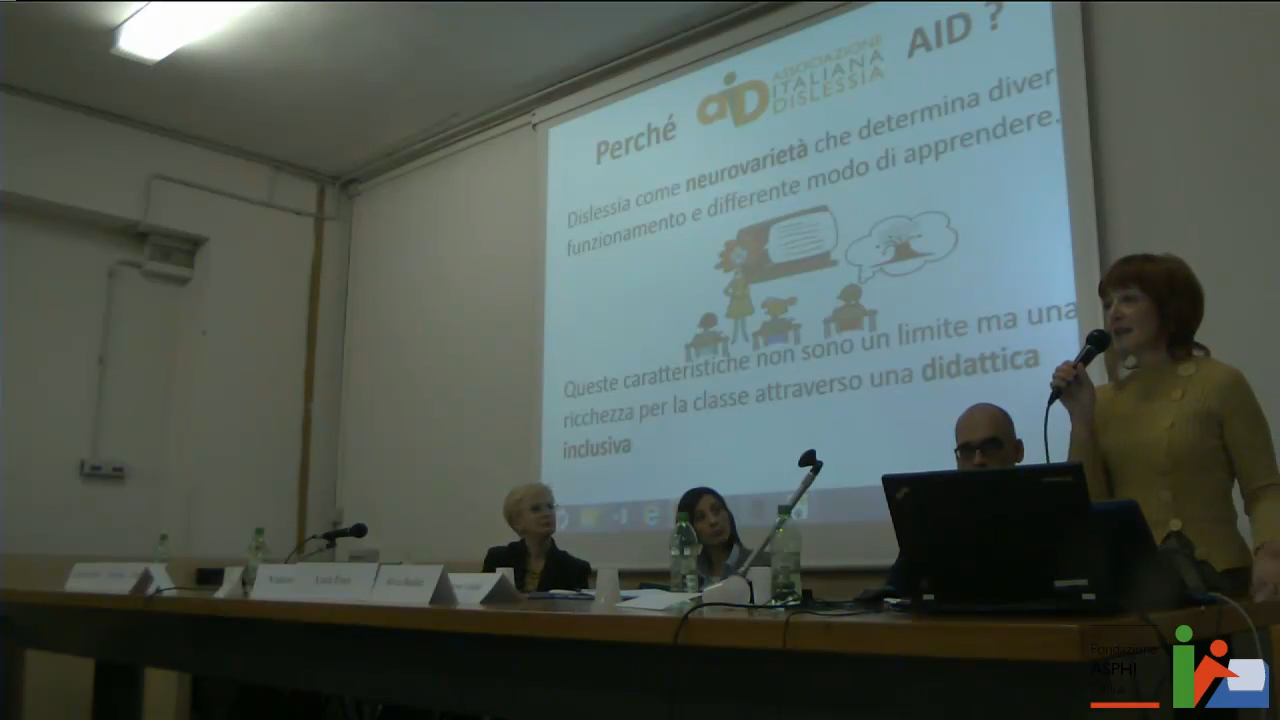 Perché aiD ASSOCIAZIONE ITALIANA DISLESSIA AID ?
Dislessia come neurovarietà che determina diver
funzionamento e differente modo di apprendere.
Queste caratteristiche non sono un limite ma una
ricchezza per la classe attraverso una didattica
inclusiva
Fondazione
ASPHI